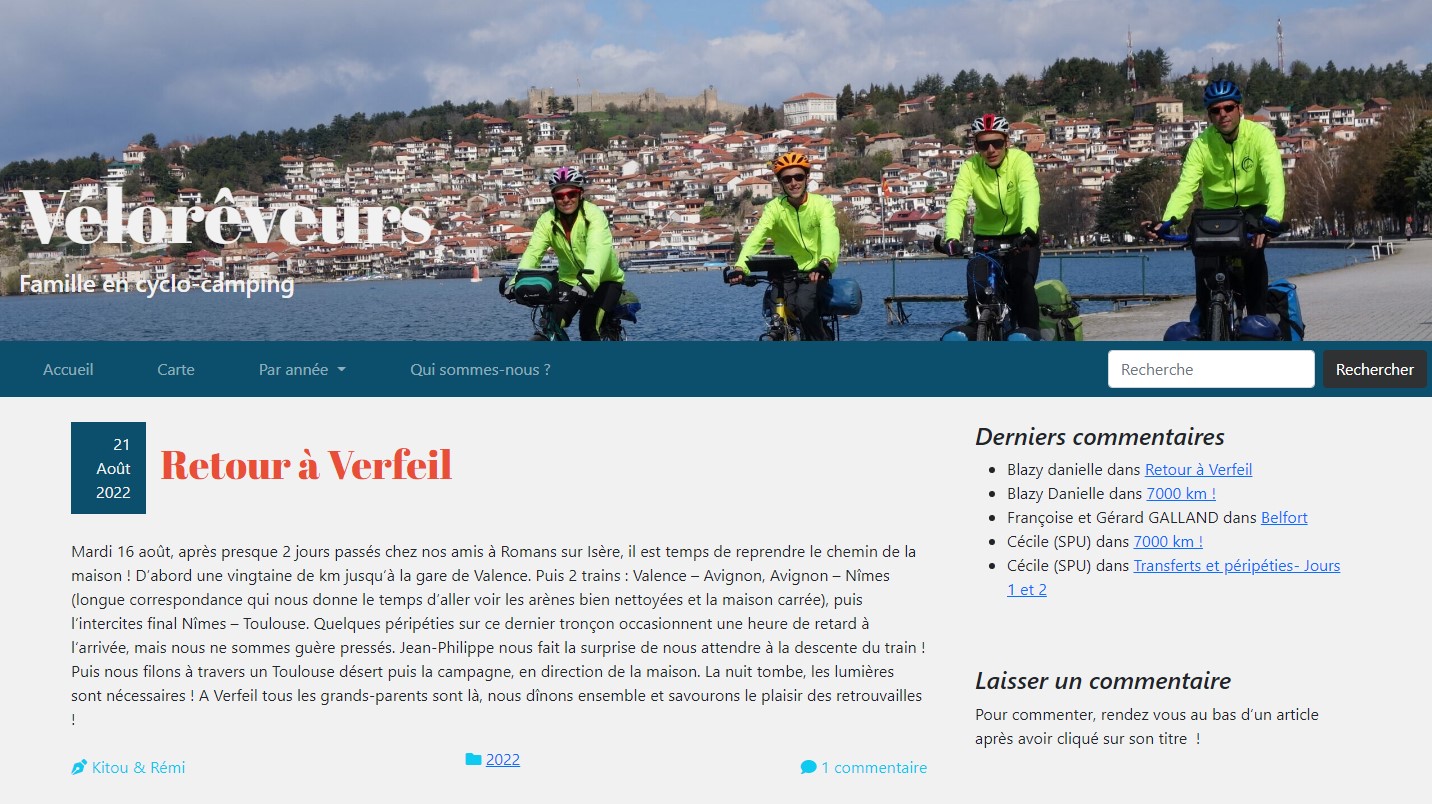 Vélorêveurs
Famille en cyclo-camping
Accueil
Carte
Par année
Qui sommes-nous ?
Recherche
Rechercher
21
Août
2022
Retour à Verfeil
Mardi 16 août, après presque 2 jours passés chez nos amis à Romans sur Isère, il est temps de reprendre le chemin de la
maison ! D’abord une vingtaine de km jusqu’à la gare de Valence. Puis 2 trains : Valence – Avignon, Avignon – Nîmes
(longue correspondance qui nous donne le temps d’aller voir les arènes bien nettoyées et la maison carrée), puis
l’intercites final Nîmes – Toulouse. Quelques péripéties sur ce dernier tronçon occasionnent une heure de retard à
l’arrivée, mais nous ne sommes guère pressés. Jean-Philippe nous fait la surprise de nous attendre à la descente du train !
Puis nous filons à travers un Toulouse désert puis la campagne, en direction de la maison. La nuit tombe, les lumières
sont nécessaires ! A Verfeil tous les grands-parents sont là, nous dînons ensemble et savourons le plaisir des retrouvailles
!
Kitou & Rémi
2022
1 commentaire
Derniers commentaires
Blazy danielle dans Retour à Verfeil
Blazy Danielle dans 7000 km !
Françoise et Gérard GALLAND dans Belfort
Cécile (SPU) dans 7000 km !
Cécile (SPU) dans Transferts et péripéties- Jours
1 et 2
Laisser un commentaire
Pour commenter, rendez vous au bas d’un article
après avoir cliqué sur son titre !